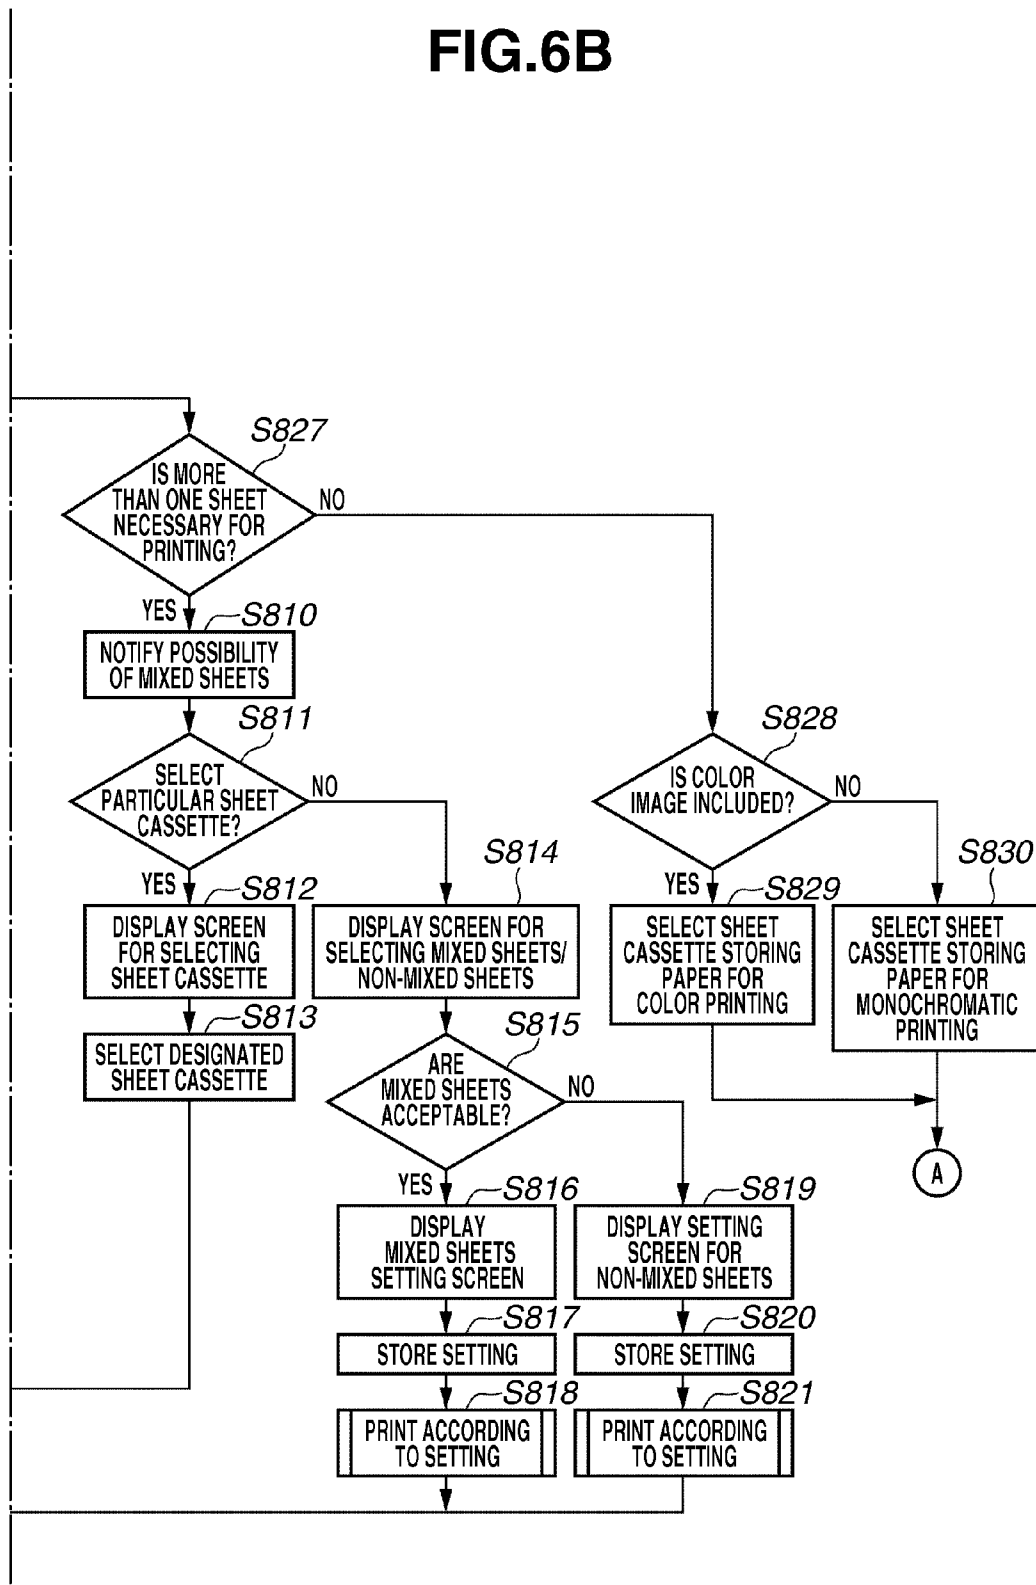 FIG.6B
S827
IS MORE
THAN ONE SHEET
NECESSARY FOR
PRINTING?
NO
YES
S810
NOTIFY POSSIBILITY
OF MIXED SHEETS
S811
SELECT
PARTICULAR SHEET
CASSETTE?
NO
YES
S812
DISPLAY SCREEN
FOR SELECTING
SHEET CASSETTE
S813
SELECT DESIGNATED
SHEET CASSETTE
S814
DISPLAY SCREEN FOR
SELECTING MIXED SHEETS/
NON-MIXED SHEETS
S815
ARE
MIXED SHEETS
ACCEPTABLE?
NO
YES
S816
DISPLAY
MIXED SHEETS
SETTING SCREEN
S817
STORE SETTING
S818
PRINT ACCORDING
TO SETTING
S819
DISPLAY SETTING
SCREEN FOR
NON-MIXED SHEETS
S820
STORE SETTING
S821
PRINT ACCORDING
TO SETTING
S828
IS COLOR
IMAGE INCLUDED?
NO
YES
S829
SELECT SHEET
CASSETTE STORING
PAPER FOR
COLOR PRINTING
S830
SELECT SHEET
CASSETTE STORING
PAPER FOR
MONOCHROMATIC
PRINTING
A